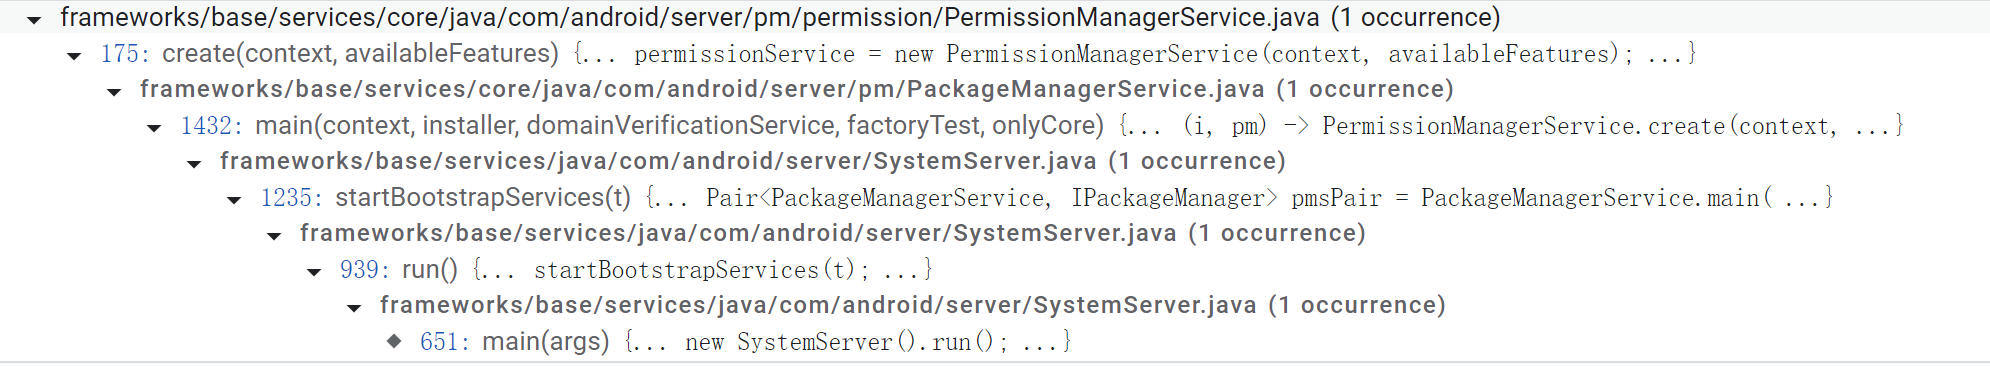 frameworks/base/services/core/java/com/android/server/pm/permission/PermissionManagerService.java (1 occurrence)
175: create(context, availableFeatures) {... permissionService = new PermissionManagerService(context, availableFeatures); ...}
frameworks/base/services/core/java/com/android/server/pm/PackageManagerService.java (1 occurrence)
1432: main(context, installer, domainVerificationService, factoryTest, onlyCore) {... (i, pm) -> PermissionManagerService.create(context, ...}
frameworks/base/services/java/com/android/server/SystemServer.java (1 occurrence)
1235: startBootstrapServices(t) {... Pair<PackageManagerService, IPackageManager> pmsPair = PackageManagerService.main( ...}
frameworks/base/services/java/com/android/server/SystemServer.java (1 occurrence)
939: run() {... startBootstrapServices(t); ...}
frameworks/base/services/java/com/android/server/SystemServer.java (1 occurrence)
651: main(args) {... new SystemServer().run(); ...}